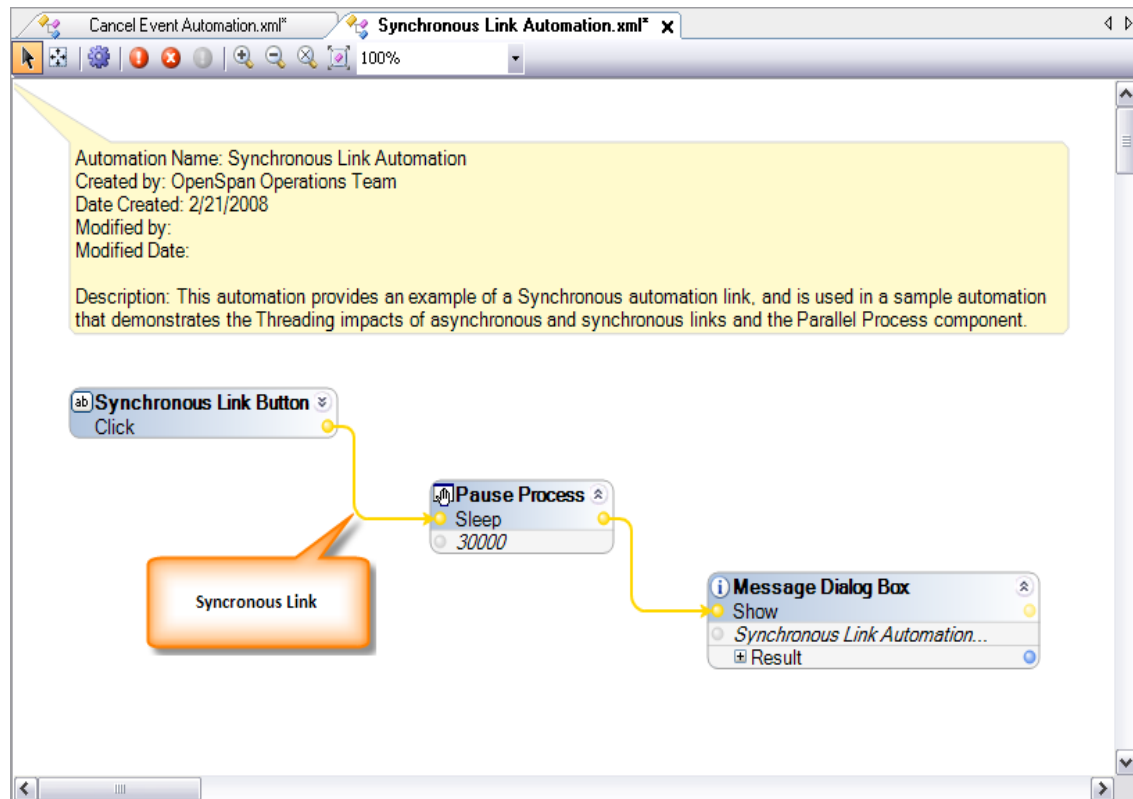 Cancel Event Automation.xml*
Synchronous Link Automation.xml*
100%
Automation Name: Synchronous Link Automation
Created by: OpenSpan Operations Team
Date Created: 2/21/2008
Modified by:
Modified Date:
Description: This automation provides an example of a Synchronous automation link, and is used in a sample automation
that demonstrates the Threading impacts of asynchronous and synchronous links and the Parallel Process component.
ab Synchronous Link Button
Click
Pause Process
Sleep
30000
Syncronous Link
i Message Dialog Box
Show
Synchronous Link Automation...
Result